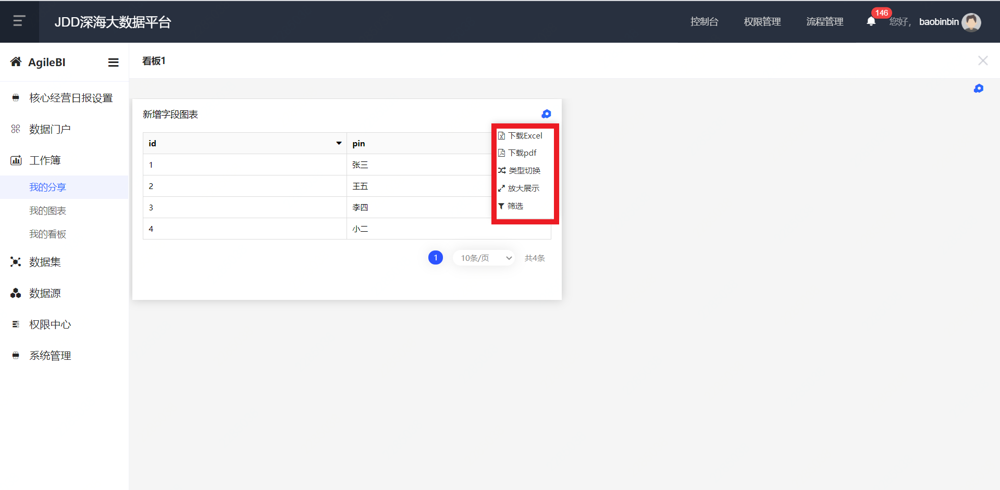 JDD深海大数据平台
控制台 权限管理 流程管理 146 您好, baobinbin
AgileBI
核心经营日报设置
数据门户
工作簿
我的分享
我的图表
我的看板
数据集
数据源
权限中心
系统管理
看板1
新增字段图表
id pin
1 张三
2 王五
3 李四
4 小二
下载Excel
下载pdf
类型切换
放大展示
筛选
1 10条/页 共4条